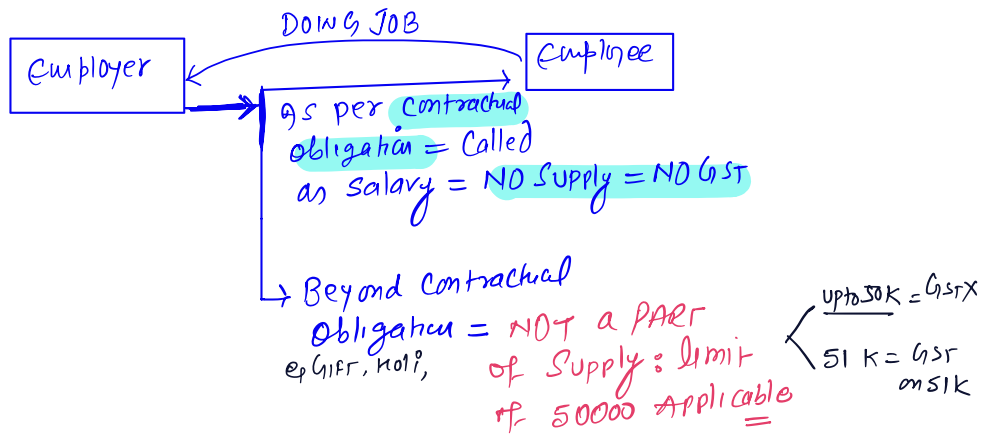 DOING JOB
Employer
Employee
As per Contractual
obligation = Called
as salary = NO Supply = NO GST
Beyond Contractual
obligation = NOT a PART
eg GIFT, Holi,
of Supply: limit
of 50000 Applicable
upto 50K = GST X
51 K = GST
on 51K